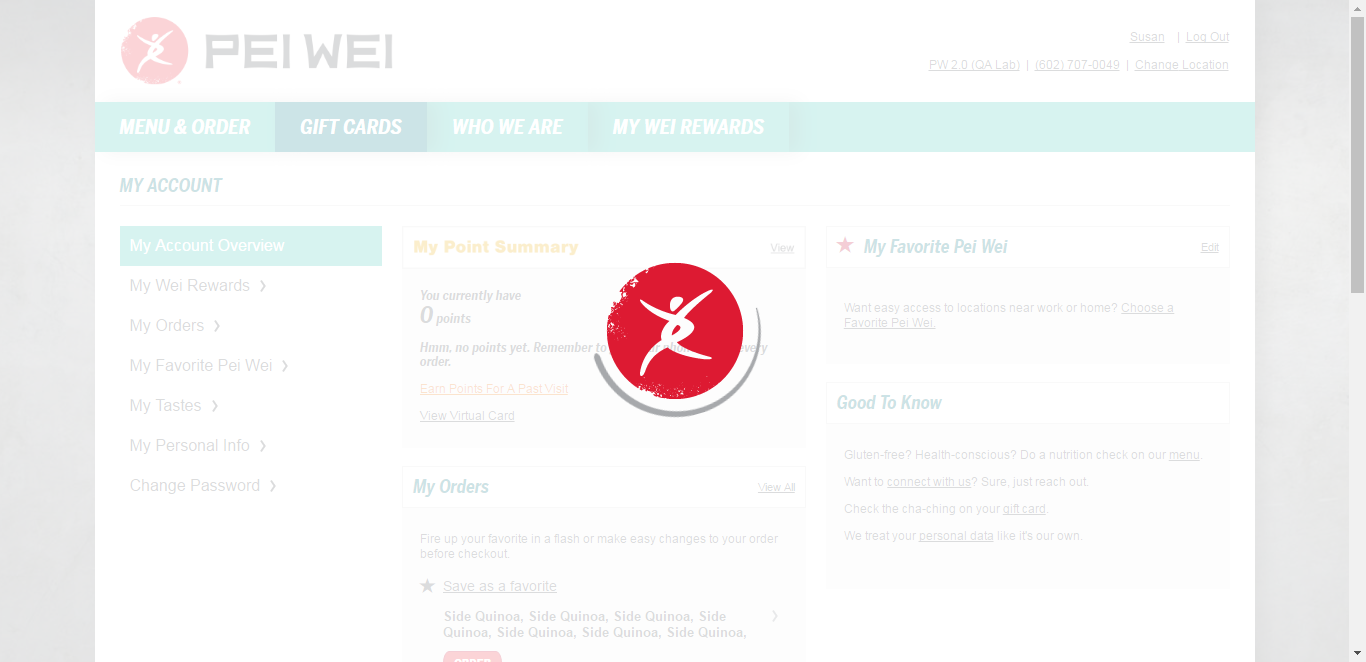 PEI WEI
Susan | Log Out
PW 2.0 (QA Lab) | (602) 707-0049 | Change Location
MENU & ORDER
GIFT CARDS
WHO WE ARE
MY WEI REWARDS
MY ACCOUNT
My Account Overview
My Wei Rewards
My Orders
My Favorite Pei Wei
My Tastes
My Personal Info
Change Password
My Point Summary
View
You currently have
0 points
Hmm, no points yet. Remember to every
order.
Earn Points For A Past Visit
View Virtual Card
My Orders
View All
Fire up your favorite in a flash or make easy changes to your order
before checkout.
Save as a favorite
Side Quinoa, Side Quinoa, Side Quinoa, Side
Quinoa, Side Quinoa, Side Quinoa, Side Quinoa,
ORDER
My Favorite Pei Wei
Edit
Want easy access to locations near work or home? Choose a
Favorite Pei Wei.
Good To Know
Gluten-free? Health-conscious? Do a nutrition check on our menu.
Want to connect with us? Sure, just reach out.
Check the cha-ching on your gift card.
We treat your personal data like it's our own.